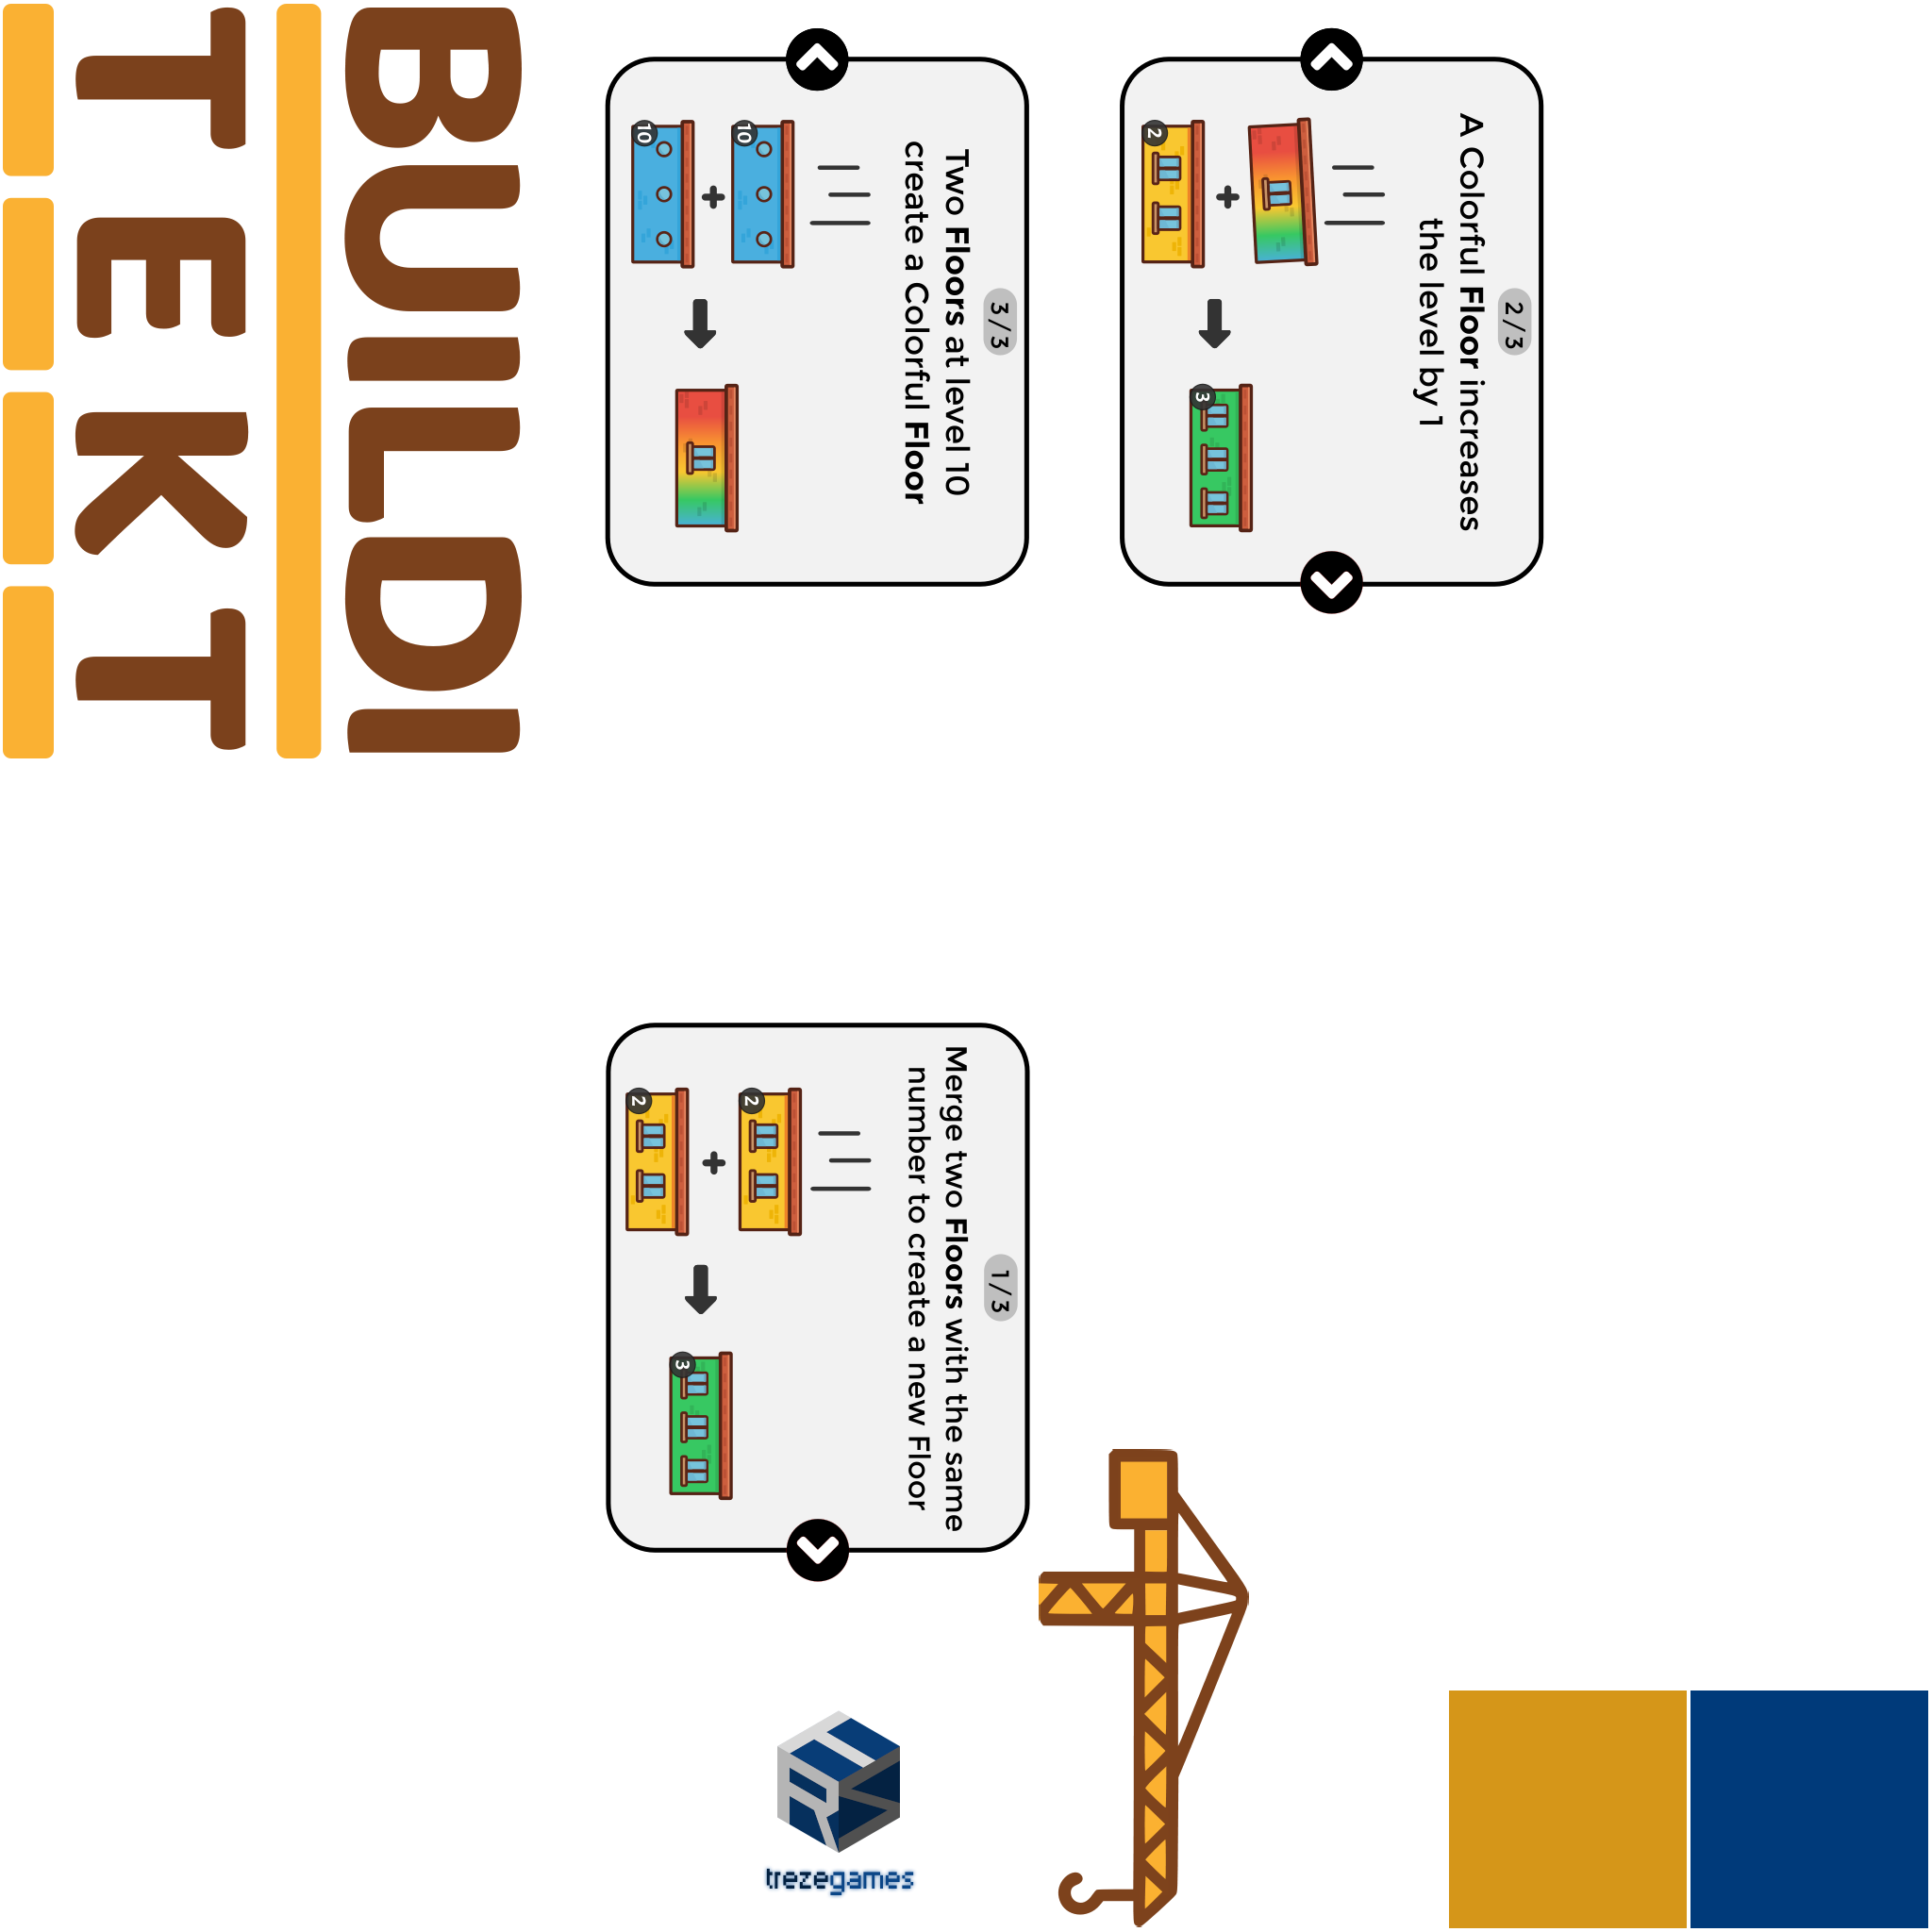 BUILDI
TEKT
2/3
A Colorful Floor increases
the level by 1
2
3
3/3
Two Floors at level 10
create a Colorful Floor
10
10
1/3
Merge two Floors with the same
number to create a new Floor
2
2
3
trezegames